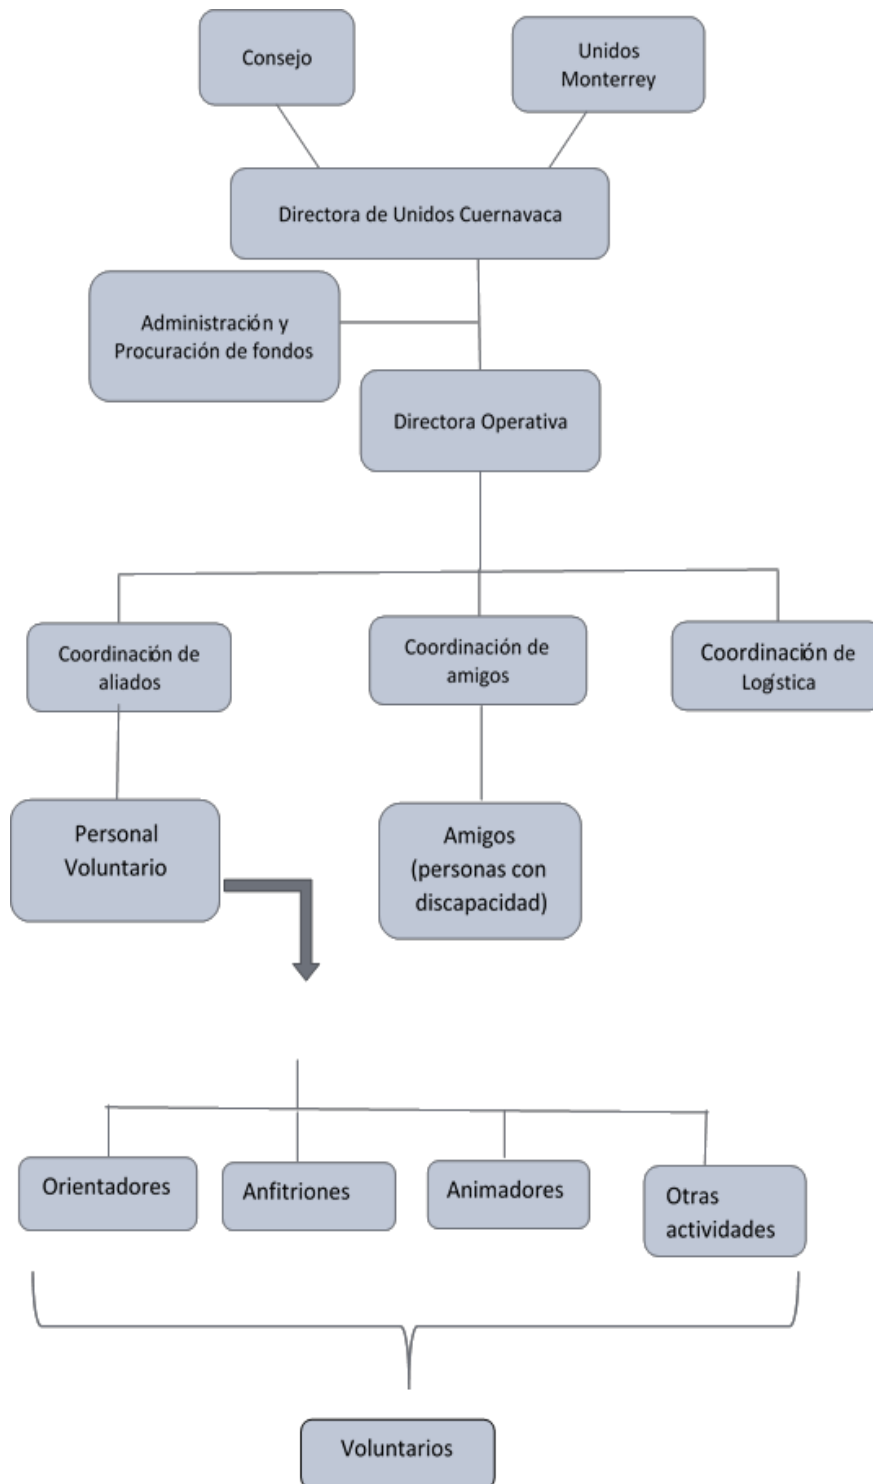 Consejo
Unidos
Monterrey
Directora de Unidos Cuernavaca
Administración y
Procuración de fondos
Directora Operativa
Coordinación de
aliados
Coordinación de
amigos
Coordinación de
Logística
Personal
Voluntario
Amigos
(personas con
discapacidad)
Orientadores
Anfitriones
Animadores
Otras
actividades
Voluntarios